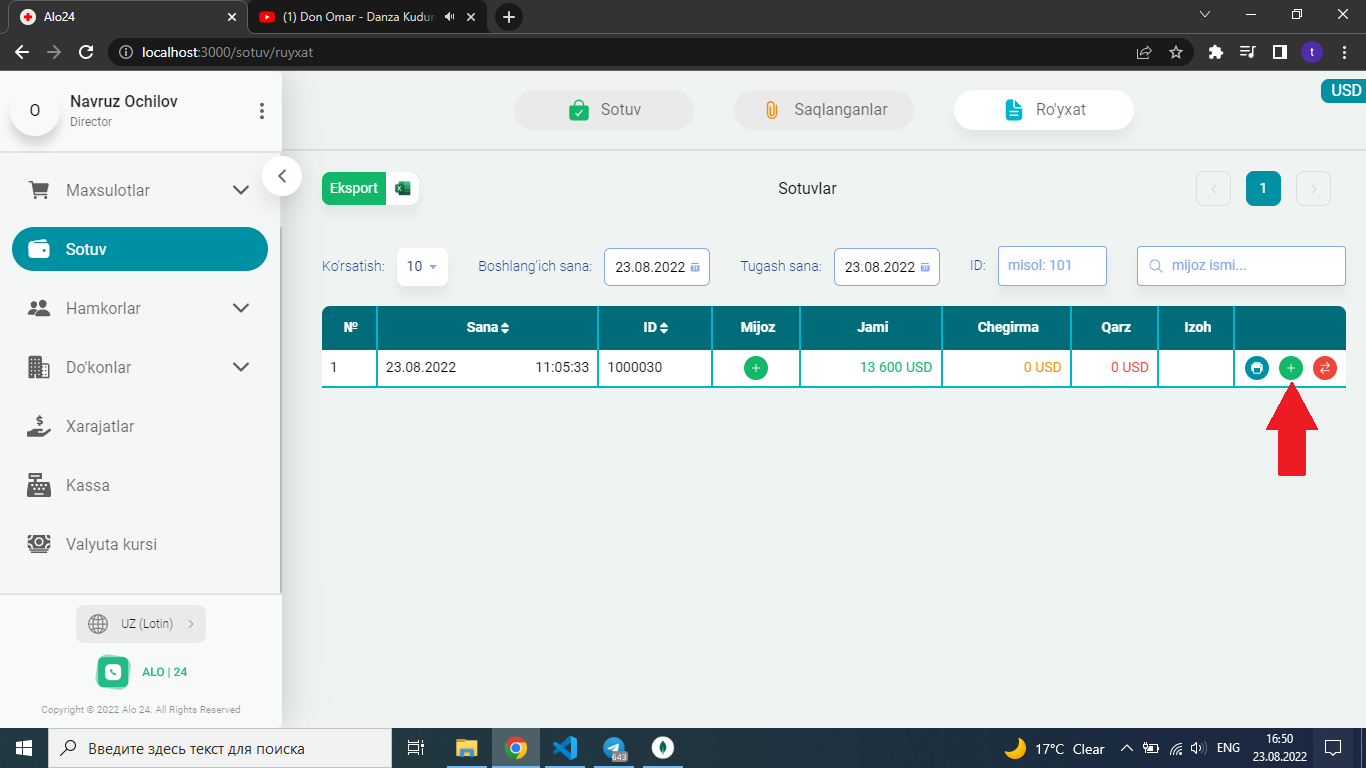 Alo24
(1) Don Omar - Danza Kudur
localhost:3000/sotuv/ruyxat
t
O
Navruz Ochilov
Director
Sotuv
Saqlanganlar
Ro'yxat
USD
Maxsulotlar
Sotuv
Hamkorlar
Do'konlar
Xarajatlar
Kassa
Valyuta kursi
UZ (Lotin)
ALO | 24
Copyright © 2022 Alo 24. All Rights Reserved
Eksport
Sotuvlar
1
Ko'rsatish: 10 Boshlang'ich sana: 23.08.2022 Tugash sana: 23.08.2022 ID: misol: 101 mijoz ismi...
№ Sana ID Mijoz Jami Chegirma Qarz Izoh
1 23.08.2022 11:05:33 1000030 13 600 USD 0 USD 0 USD
Введите здесь текст для поиска
643
17°C Clear
ENG
16:50
23.08.2022